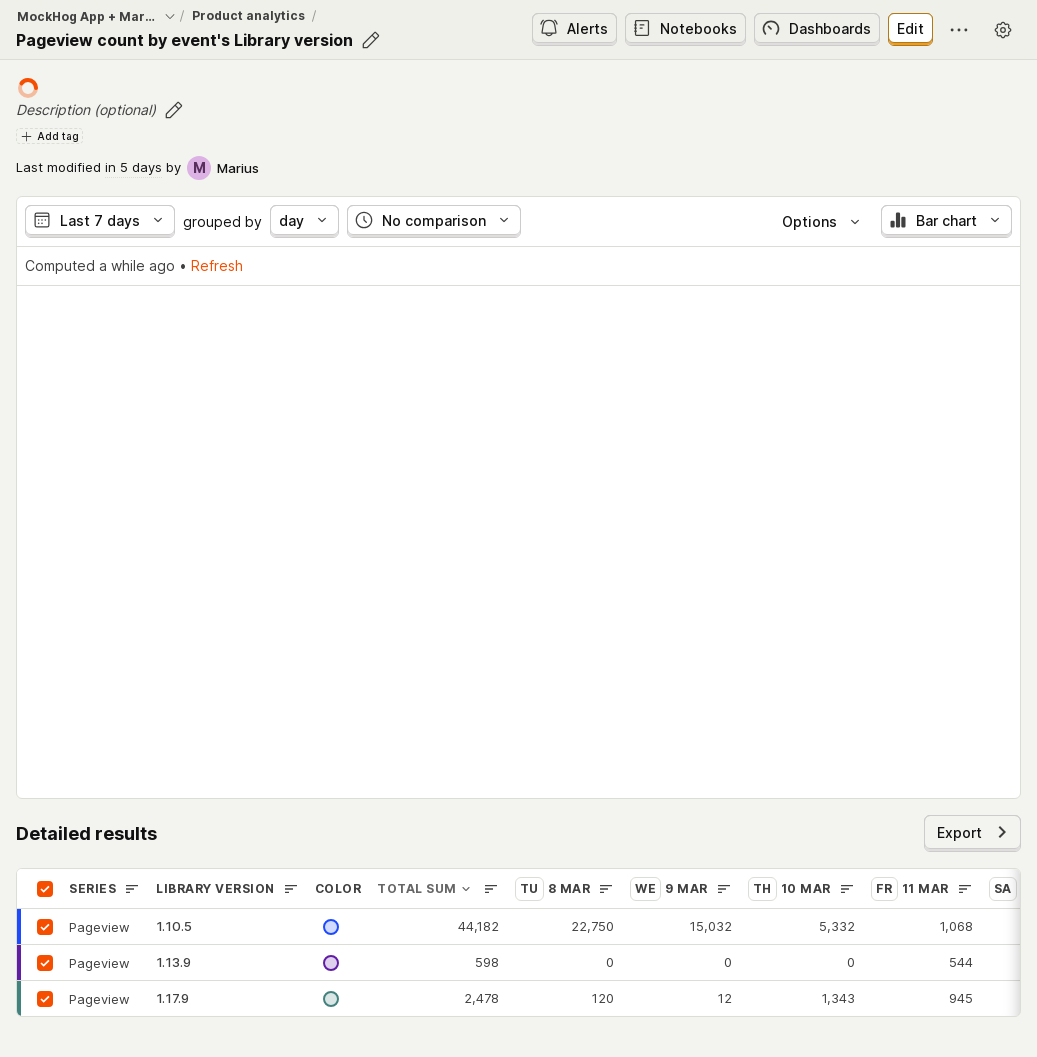 MockHog App + Mar... / Product analytics /
Pageview count by event's Library version
Alerts Notebooks Dashboards Edit
Description (optional)
Add tag
Last modified in 5 days by M Marius
Last 7 days grouped by day No comparison Options Bar chart
Computed a while ago • Refresh
Detailed results
Export
SERIES LIBRARY VERSION COLOR TOTAL SUM TU 8 MAR WE 9 MAR TH 10 MAR FR 11 MAR SA
Pageview 1.10.5 44,182 22,750 15,032 5,332 1,068
Pageview 1.13.9 598 0 0 0 544
Pageview 1.17.9 2,478 120 12 1,343 945